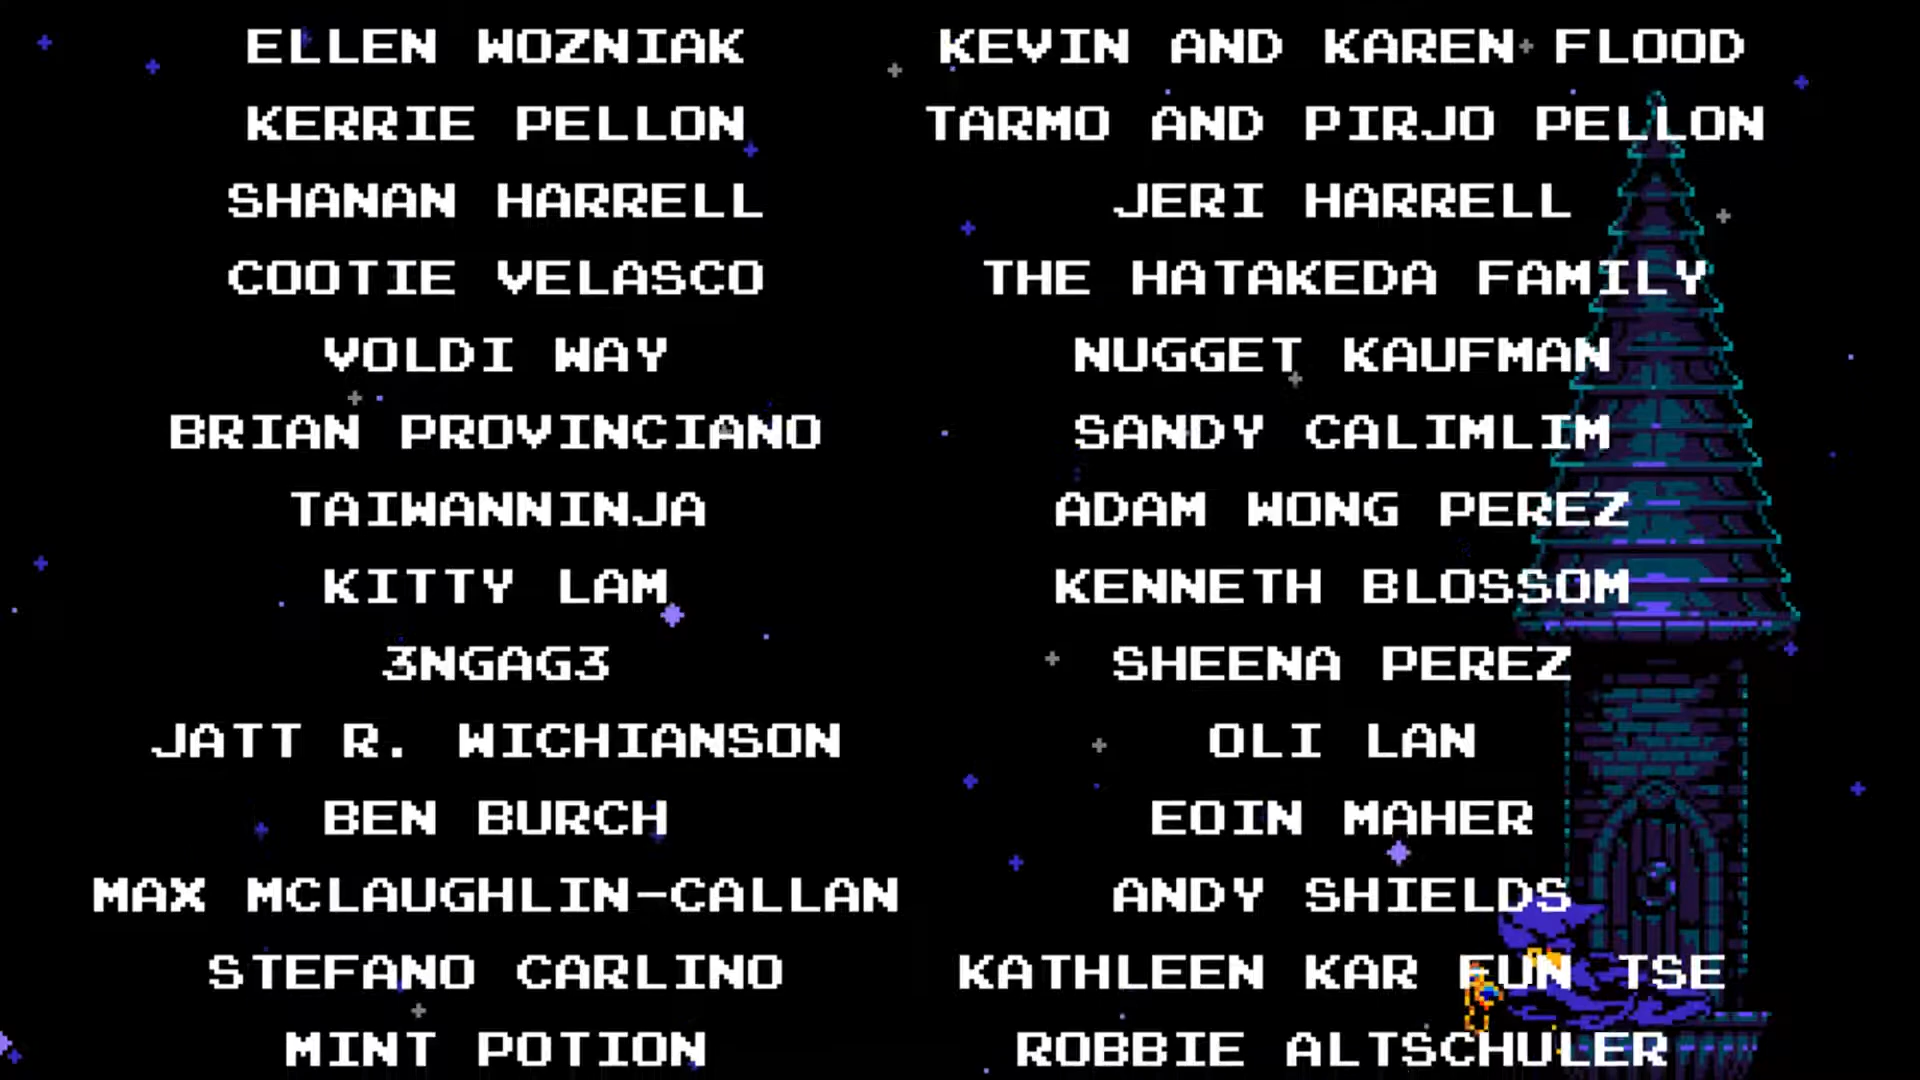 ELLEN WOZNIAK
KERRIE PELLON
SHANAN HARRELL
COOTIE VELASCO
VOLDI WAY
BRIAN PROVINCIANO
TAIWANNINJA
KITTY LAM
3NGAG3
JATT R. WICHIANSON
BEN BURCH
MAX MCLAUGHLIN-CALLAN
STEFANO CARLINO
MINT POTION
KEVIN AND KAREN FLOOD
TARMO AND PIRJO PELLON
JERI HARRELL
THE HATAKEDA FAMILY
NUGGET KAUFMAN
SANDY CALIMLIM
ADAM WONG PEREZ
KENNETH BLOSSOM
SHEENA PEREZ
OLI LAN
EOIN MAHER
ANDY SHIELDS
KATHLEEN KAR FUN TSE
ROBBIE ALTSCHULER